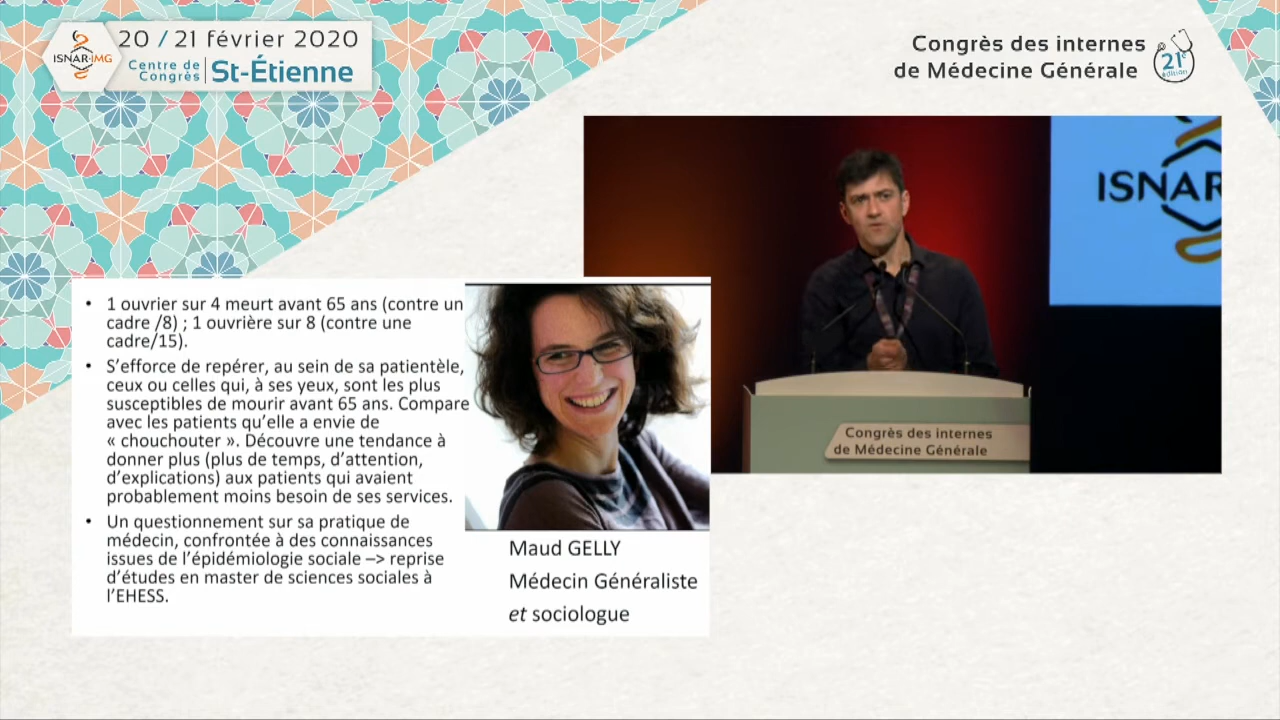 20 / 21 février 2020
ISNAR-IMG
Centre de
Congrès
St-Étienne
Congrès des internes
de Médecine Générale
21e
édition
ISNAR
• 1 ouvrier sur 4 meurt avant 65 ans (contre un
cadre /8) ; 1 ouvrière sur 8 (contre une
cadre/15).
• S’efforce de repérer, au sein de sa patientèle,
ceux ou celles qui, à ses yeux, sont les plus
susceptibles de mourir avant 65 ans. Compare
avec les patients qu’elle a envie de
« chouchouter ». Découvre une tendance à
donner plus (plus de temps, d’attention,
d’explications) aux patients qui avaient
probablement moins besoin de ses services.
• Un questionnement sur sa pratique de
médecin, confrontée à des connaissances
issues de l’épidémiologie sociale –> reprise
d’études en master de sciences sociales à
l’EHESS.
Maud GELLY
Médecin Généraliste
et sociologue
Congrès des internes
de Médecine Générale